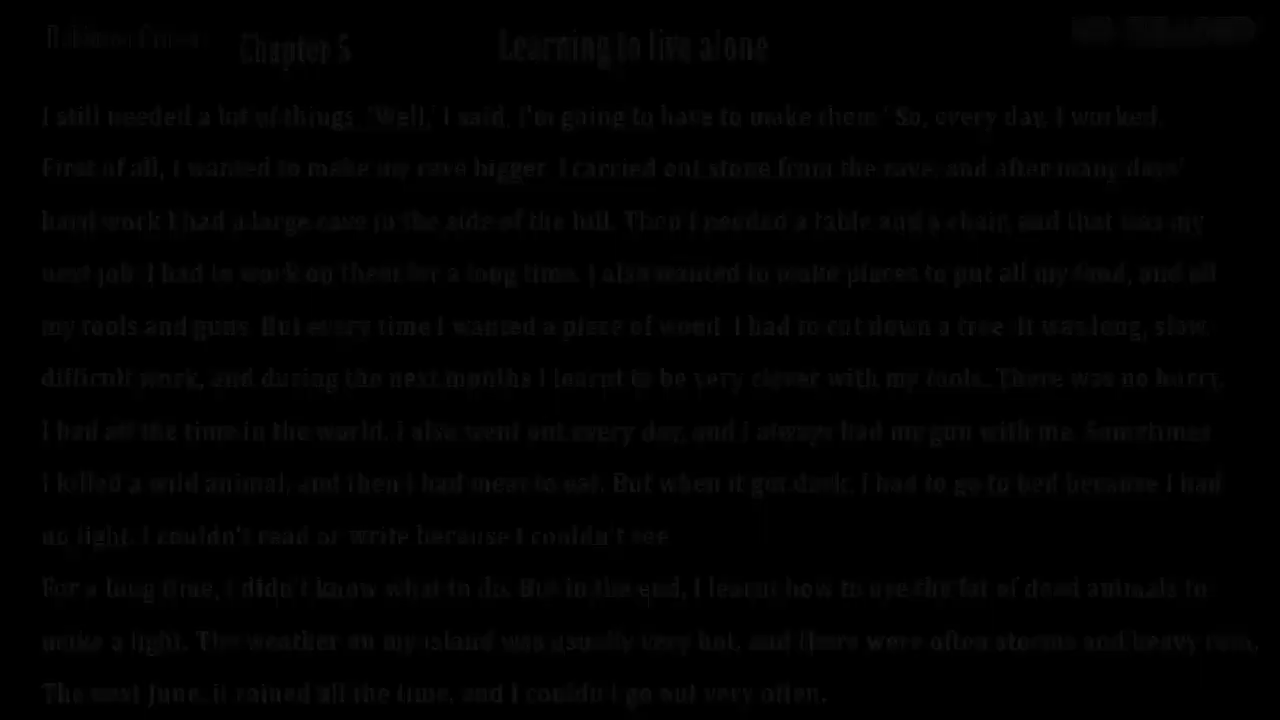 Robinson Crusoe
Chapter 5 Learning to live alone
I still needed a lot of things. 'Well,' I said, 'I'm going to have to make them.' So, every day, I worked.
First of all, I wanted to make my cave bigger. I carried out stone from the cave, and after many days'
hard work I had a large cave in the side of the hill. Then I needed a table and a chair, and that was my
next job. I had to work on them for a long time. I also wanted to make places to put all my food, and all
my tools and guns. But every time I wanted a piece of wood, I had to cut down a tree. It was long, slow,
difficult work, and during the next months I learnt to be very clever with my tools. There was no hurry.
I had all the time in the world. I also went out every day, and I always had my gun with me. Sometimes
I killed a wild animal, and then I had meat to eat. But when it got dark, I had to go to bed because I had
no light. I couldn't read or write because I couldn't see.
For a long time, I didn't know what to do. But in the end, I learnt how to use the fat of dead animals to
make a light. The weather on my island was usually very hot, and there were often storms and heavy rain.
The next June, it rained all the time, and I couldn't go out very often.